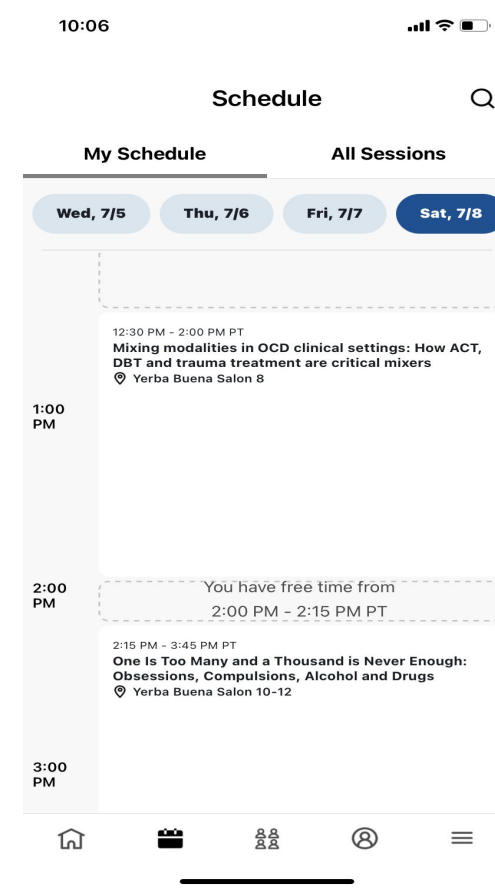 10:06
Schedule
My Schedule
All Sessions
Wed, 7/5
Thu, 7/6
Fri, 7/7
Sat, 7/8
12:30 PM - 2:00 PM PT
Mixing modalities in OCD clinical settings: How ACT,
DBT and trauma treatment are critical mixers
Yerba Buena Salon 8
1:00
PM
2:00
PM
You have free time from
2:00 PM - 2:15 PM PT
2:15 PM - 3:45 PM PT
One Is Too Many and a Thousand is Never Enough:
Obsessions, Compulsions, Alcohol and Drugs
Yerba Buena Salon 10-12
3:00
PM